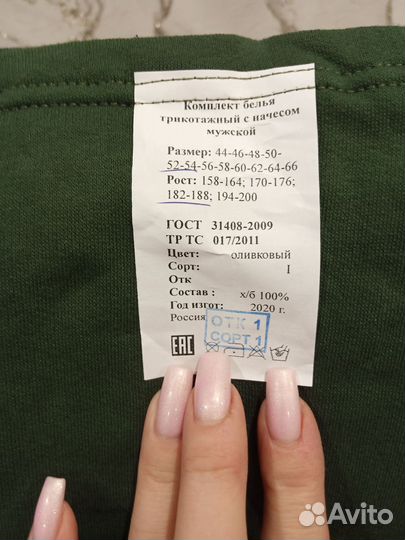 Комплект белья
трикотажный с начесом
мужской
Размер: 44-46-48-50-
52-54-56-58-60-62-64-66
Рост: 158-164; 170-176;
182-188; 194-200
ГОСТ 31408-2009
ТР ТС 017/2011
Цвет: оливковый
Сорт: I
Отк
Состав : х/б 100%
Год изгот: 2020 г.
Россия
ОТК 1
СОРТ 1
EAC
Avito